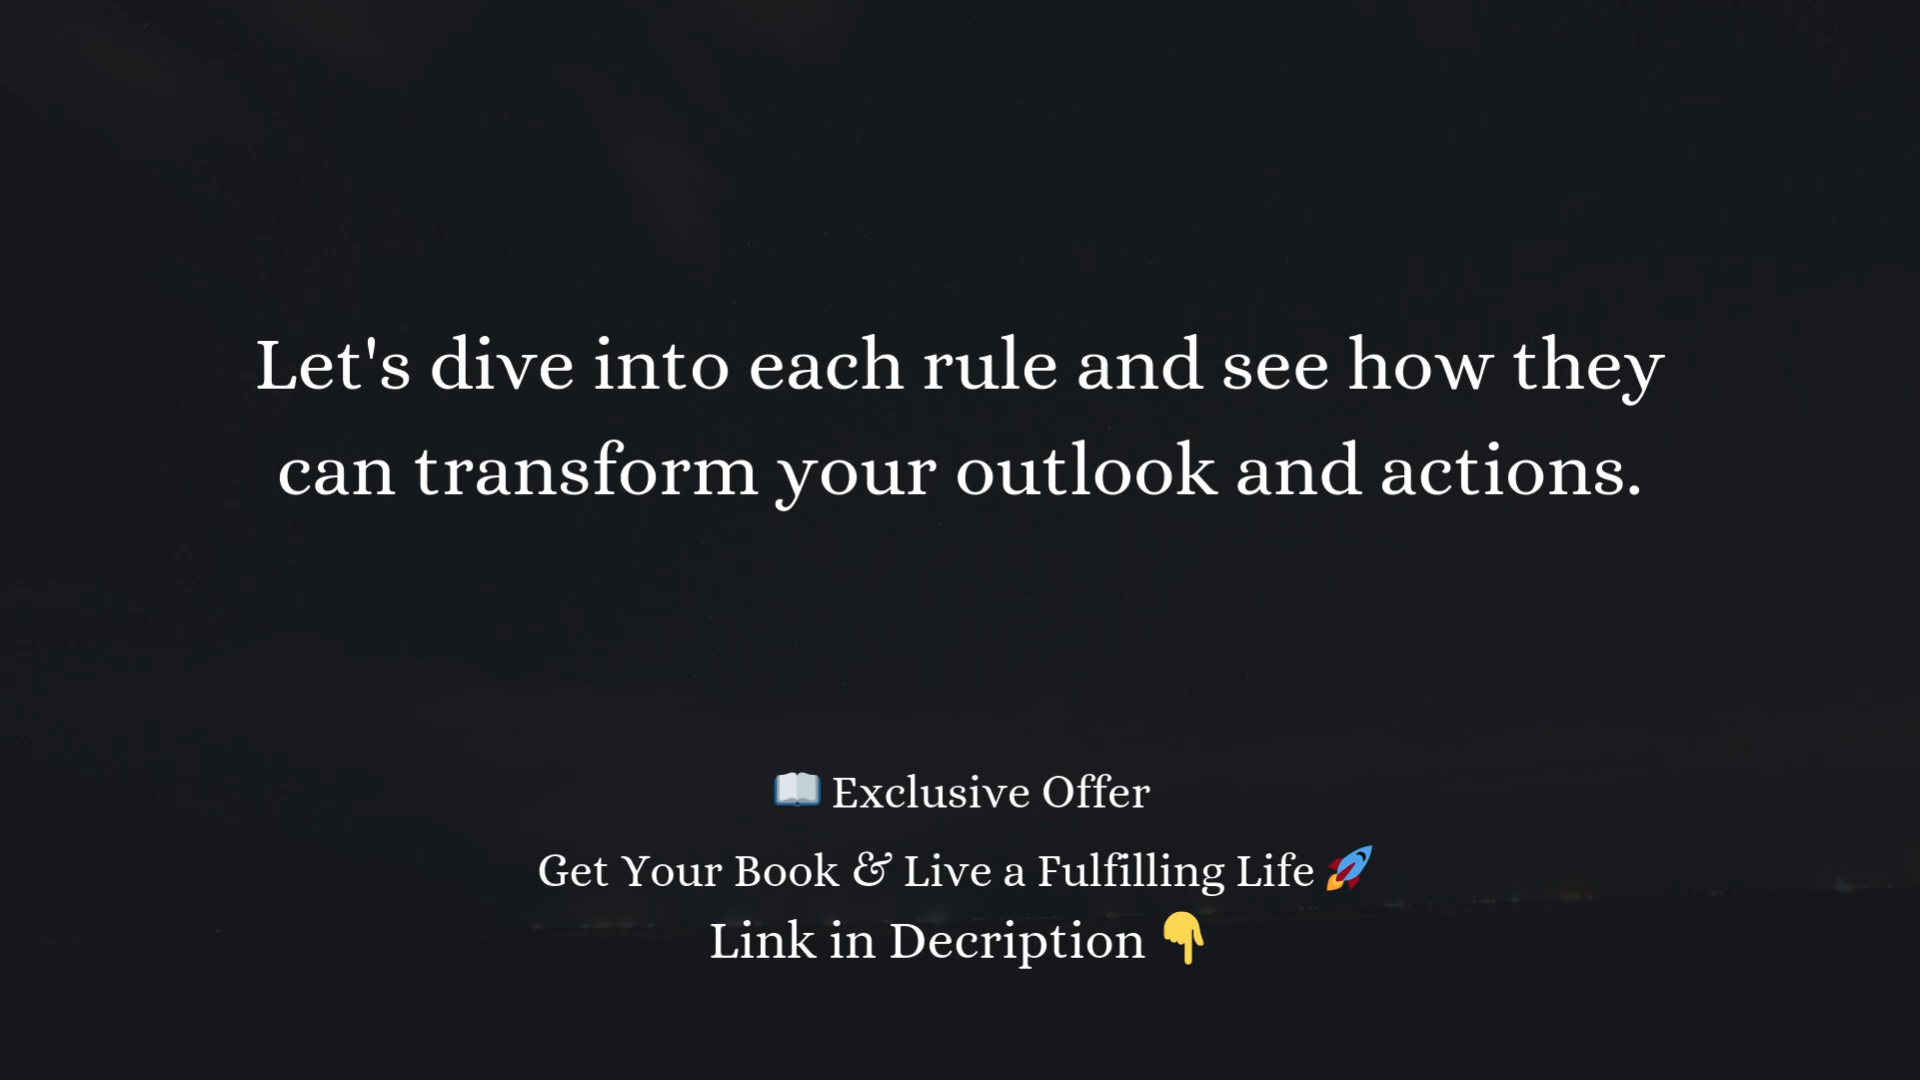 Let's dive into each rule and see how they
can transform your outlook and actions.
📖 Exclusive Offer
Get Your Book & Live a Fulfilling Life 🚀
Link in Decription 👇